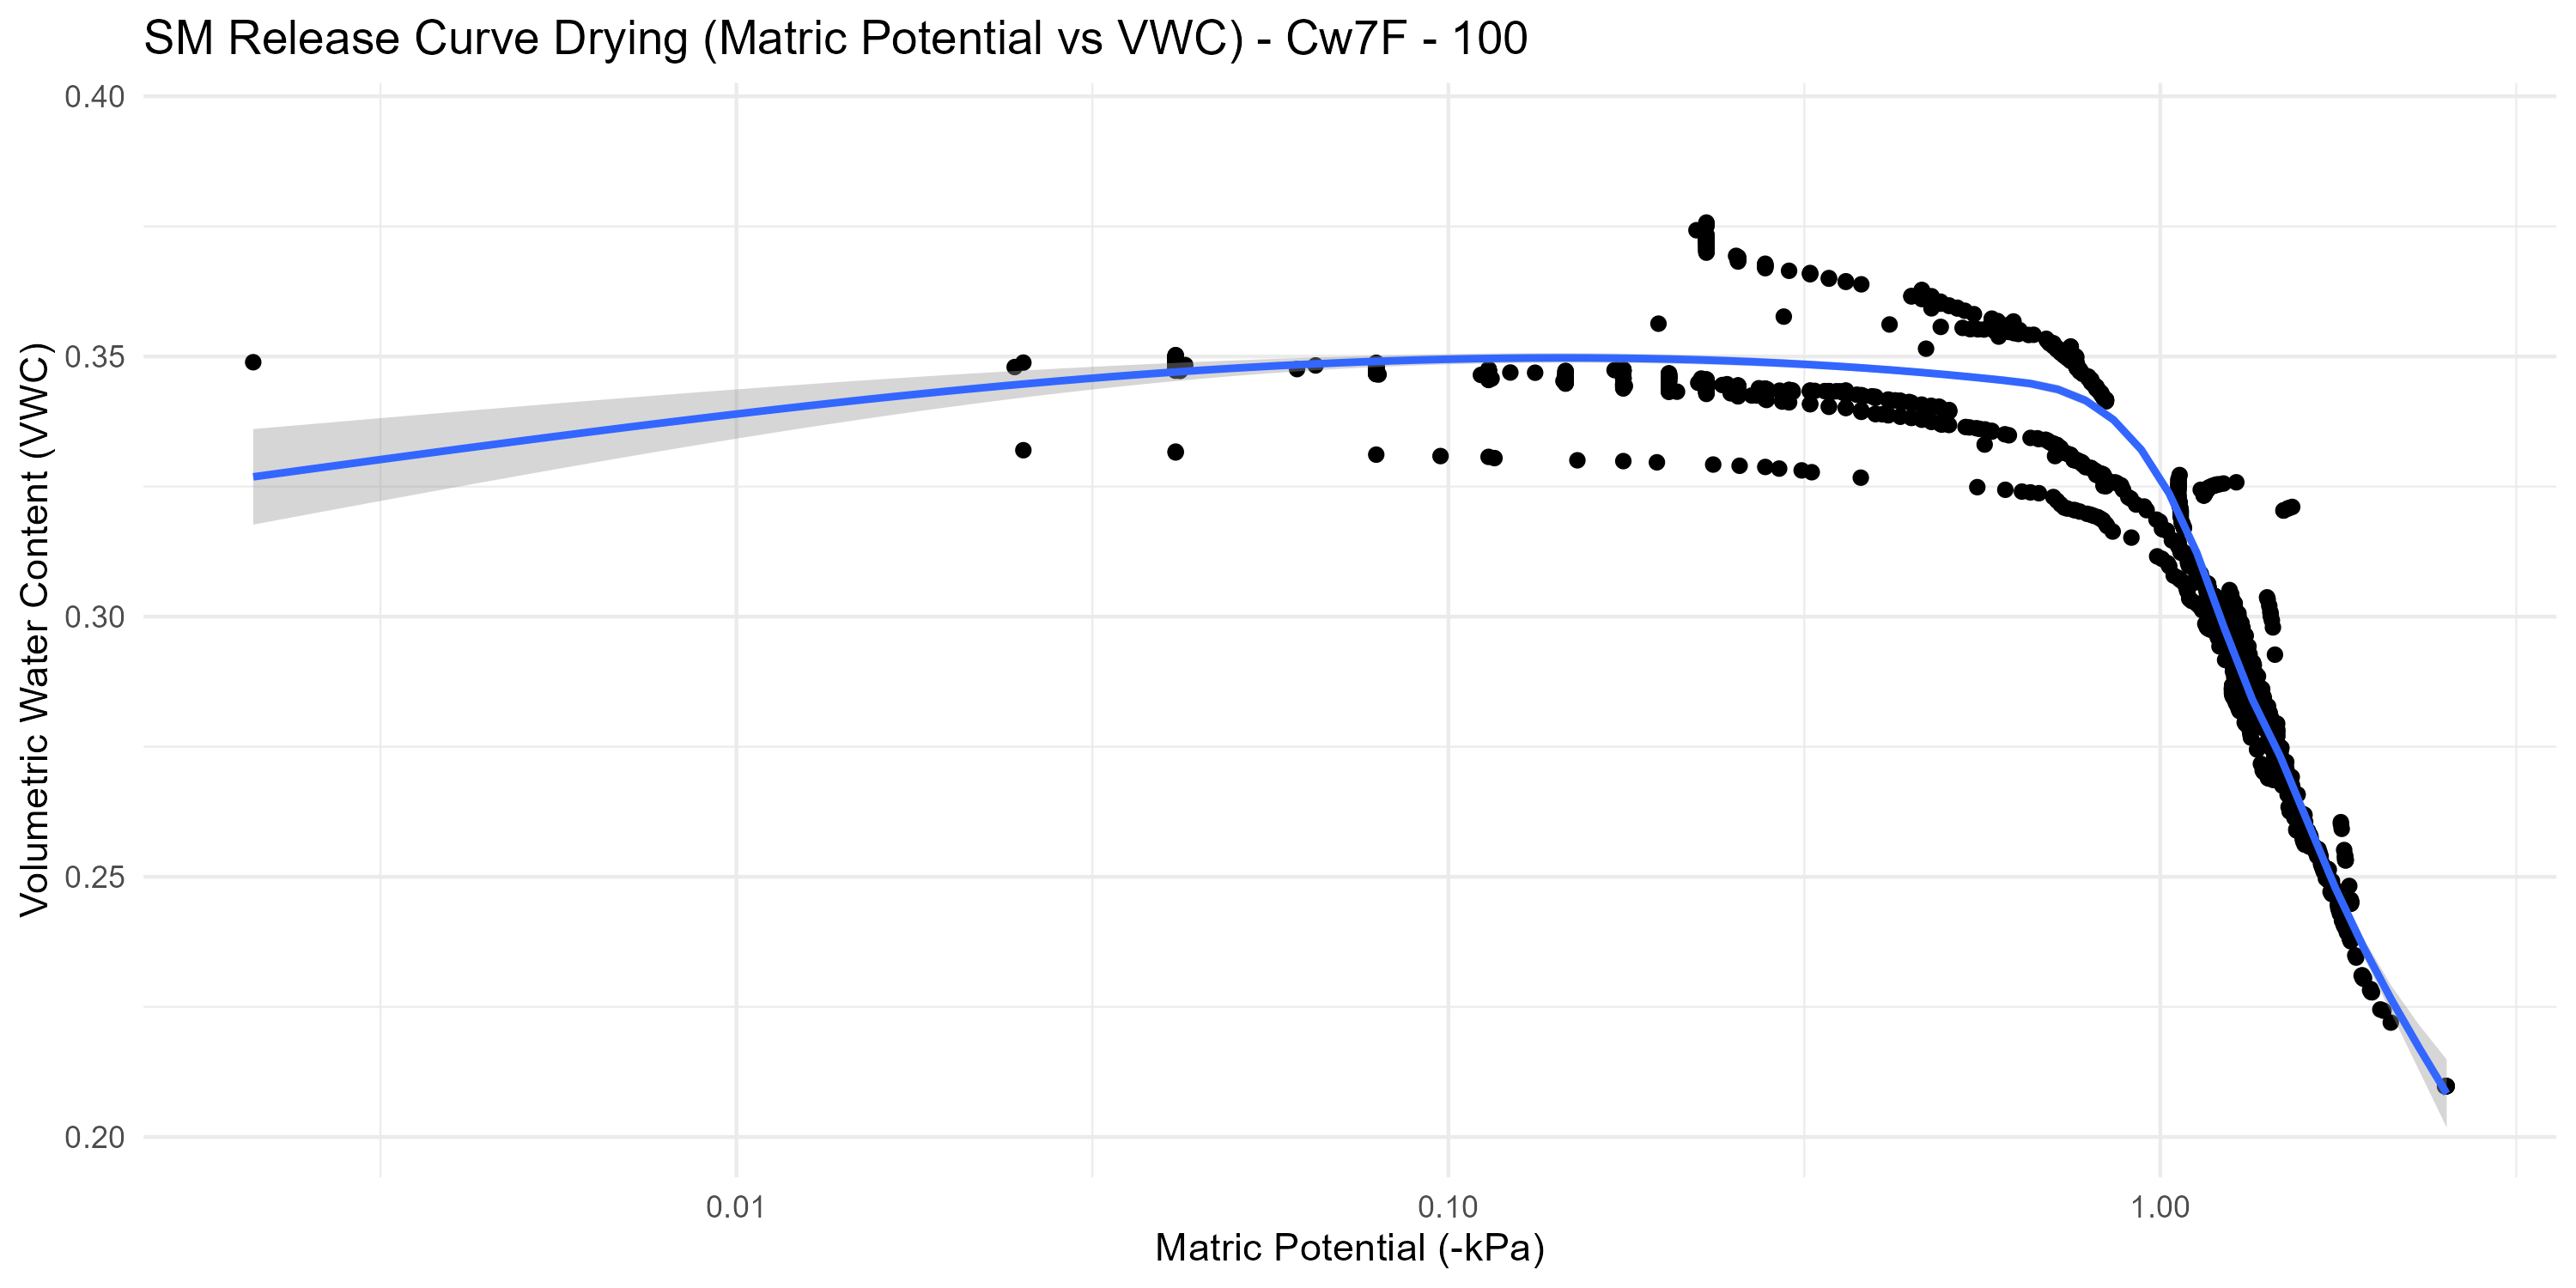 SM Release Curve Drying (Matric Potential vs VWC) - Cw7F - 100
Volumetric Water Content (VWC)
0.40
0.35
0.30
0.25
0.20
0.01
0.10
1.00
Matric Potential (-kPa)